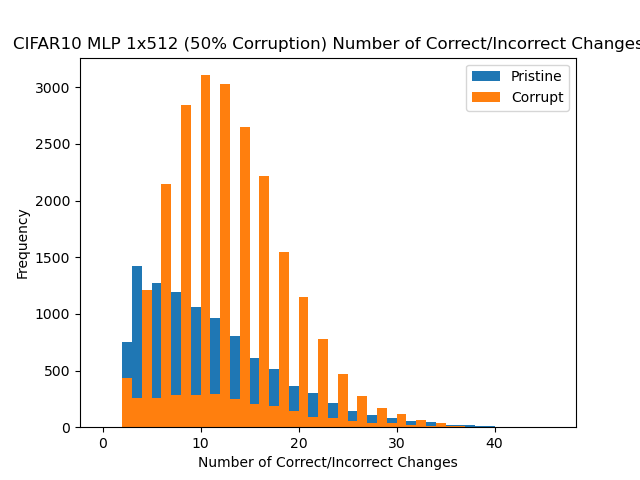 CIFAR10 MLP 1x512 (50% Corruption) Number of Correct/Incorrect Changes
Pristine
Corrupt
3000
2500
2000
1500
1000
500
0
Frequency
0 10 20 30 40
Number of Correct/Incorrect Changes